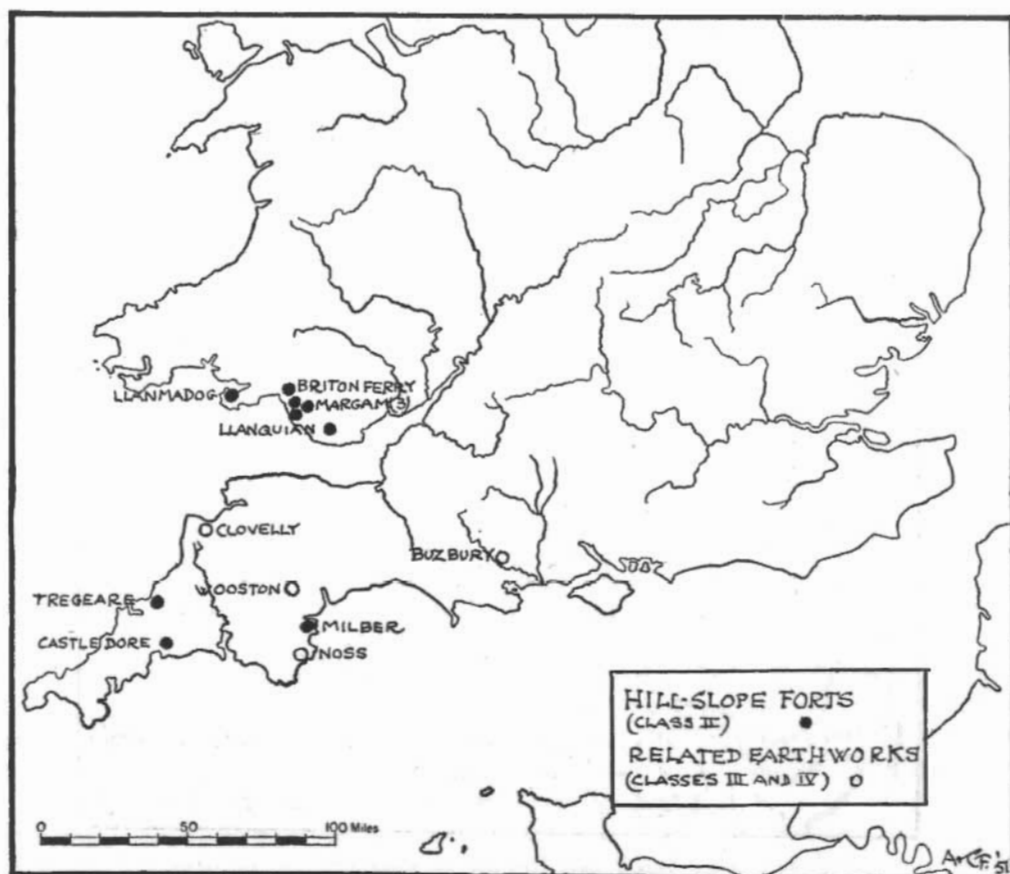 LLANMADOG
BRITON FERRY
MARGAM (3)
LLANQUIAN
CLOVELLY
BUZBURY
WOOSTON
TREGEARE
MILBER
CASTLE DORE
NOSS
HILL-SLOPE FORTS
(CLASS II)
RELATED EARTHWORKS
(CLASSES III AND IV)
0 50 100 Miles